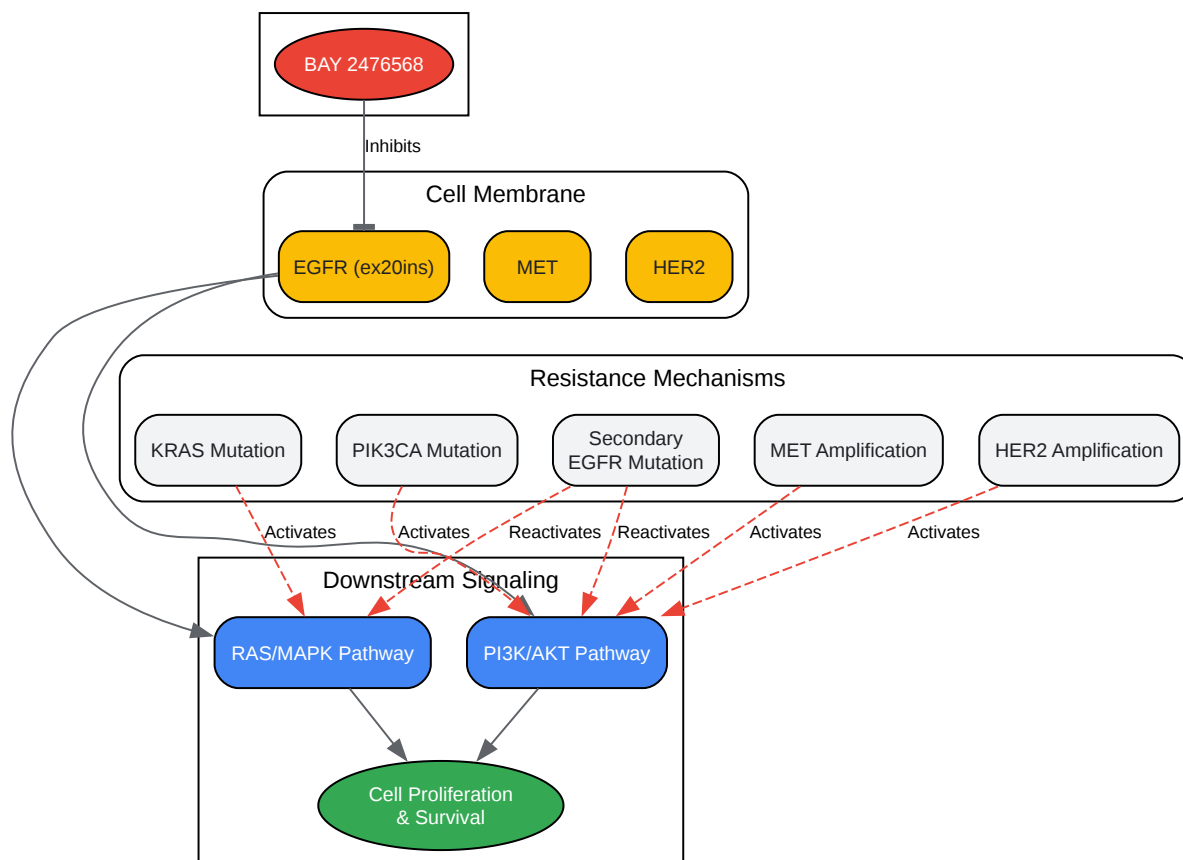 BAY 2476568
Inhibits
Cell Membrane
EGFR (ex20ins)
MET
HER2
Resistance Mechanisms
KRAS Mutation
PIK3CA Mutation
Secondary
EGFR Mutation
MET Amplification
HER2 Amplification
Activates
Activates
Reactivates
Reactivates
Activates
Activates
Downstream Signaling
RAS/MAPK Pathway
PI3K/AKT Pathway
Cell Proliferation
& Survival